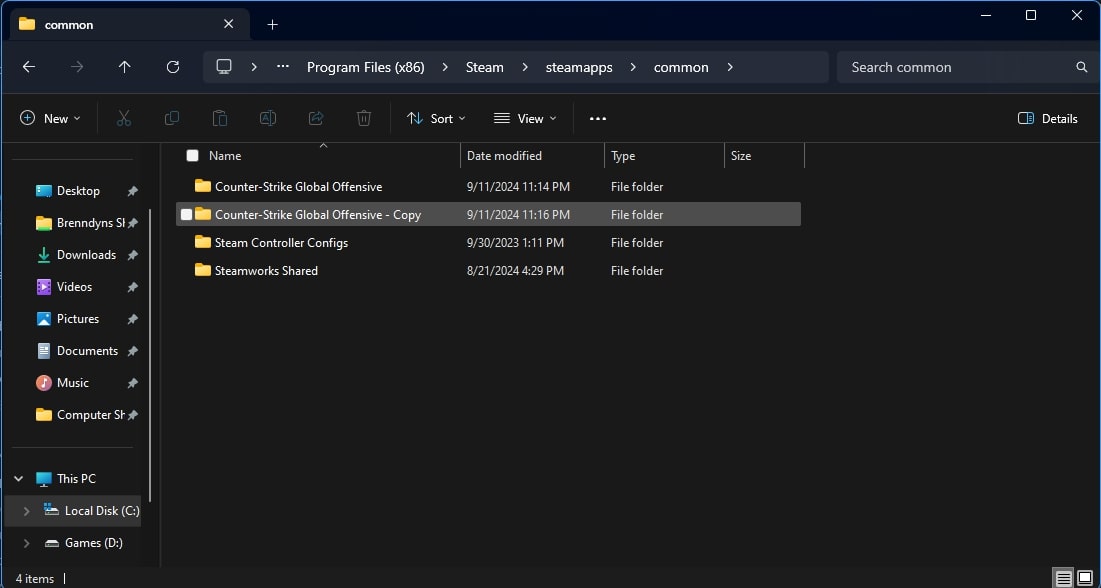 common
Program Files (x86) Steam steamapps common
Search common
New Sort View ... Details
Name Date modified Type Size
Counter-Strike Global Offensive 9/11/2024 11:14 PM File folder
Counter-Strike Global Offensive - Copy 9/11/2024 11:16 PM File folder
Steam Controller Configs 9/30/2023 1:11 PM File folder
Steamworks Shared 8/21/2024 4:29 PM File folder
Desktop
Brenndyns Sh
Downloads
Videos
Pictures
Documents
Music
Computer Sh
This PC
Local Disk (C:)
Games (D:)
4 items